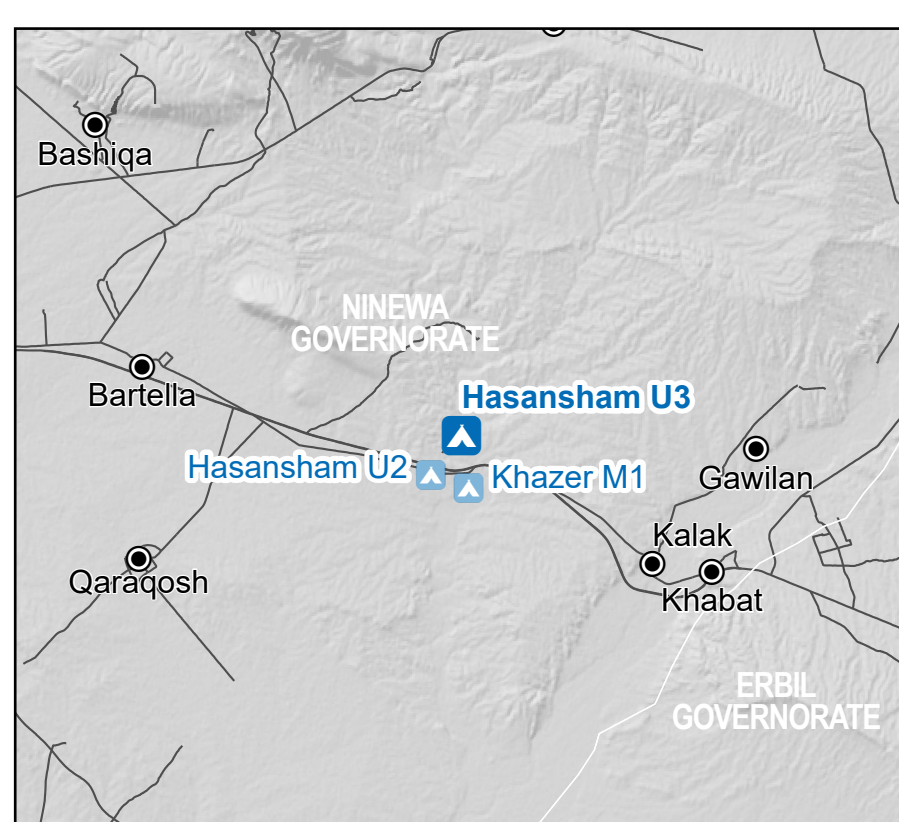 Bashiqa
NINEWA
GOVERNORATE
Bartella
Hasansham U3
Hasansham U2
Khazer M1
Gawilan
Kalak
Qaraqosh
Khabat
ERBIL
GOVERNORATE